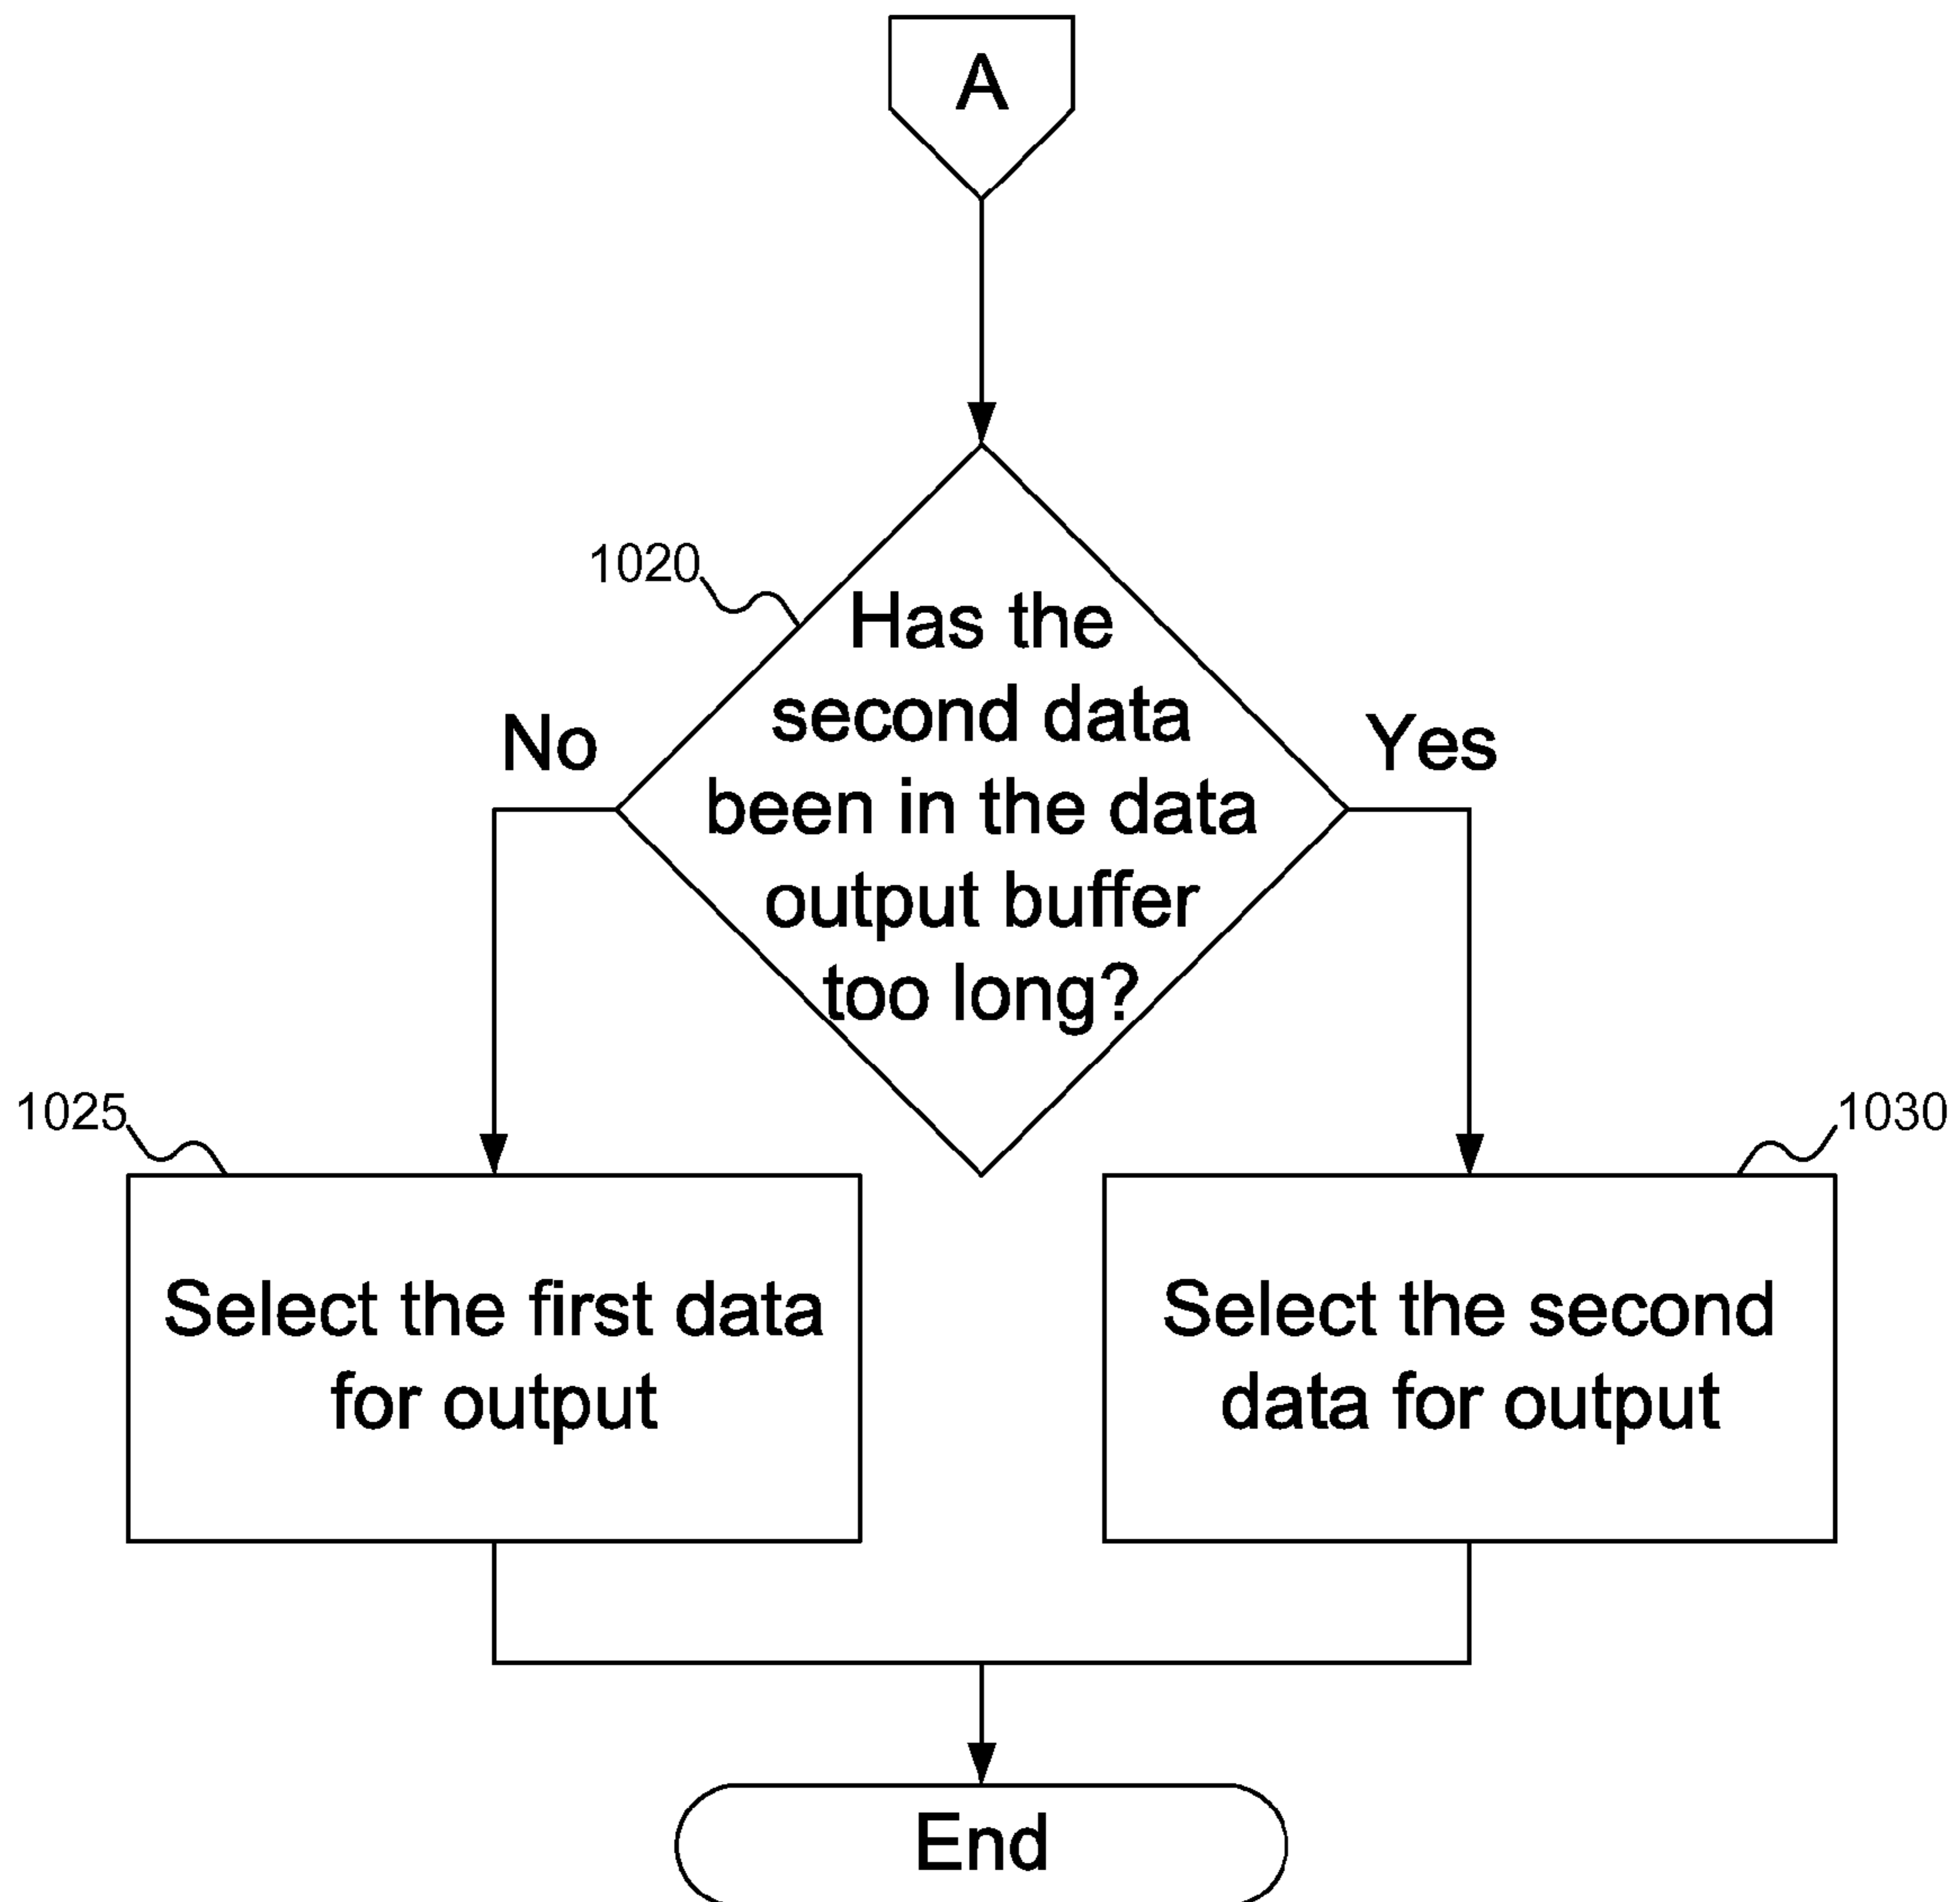 A
1020
Has the
second data
been in the data
output buffer
too long?
No
Yes
1025
1030
Select the first data
for output
Select the second
data for output
End